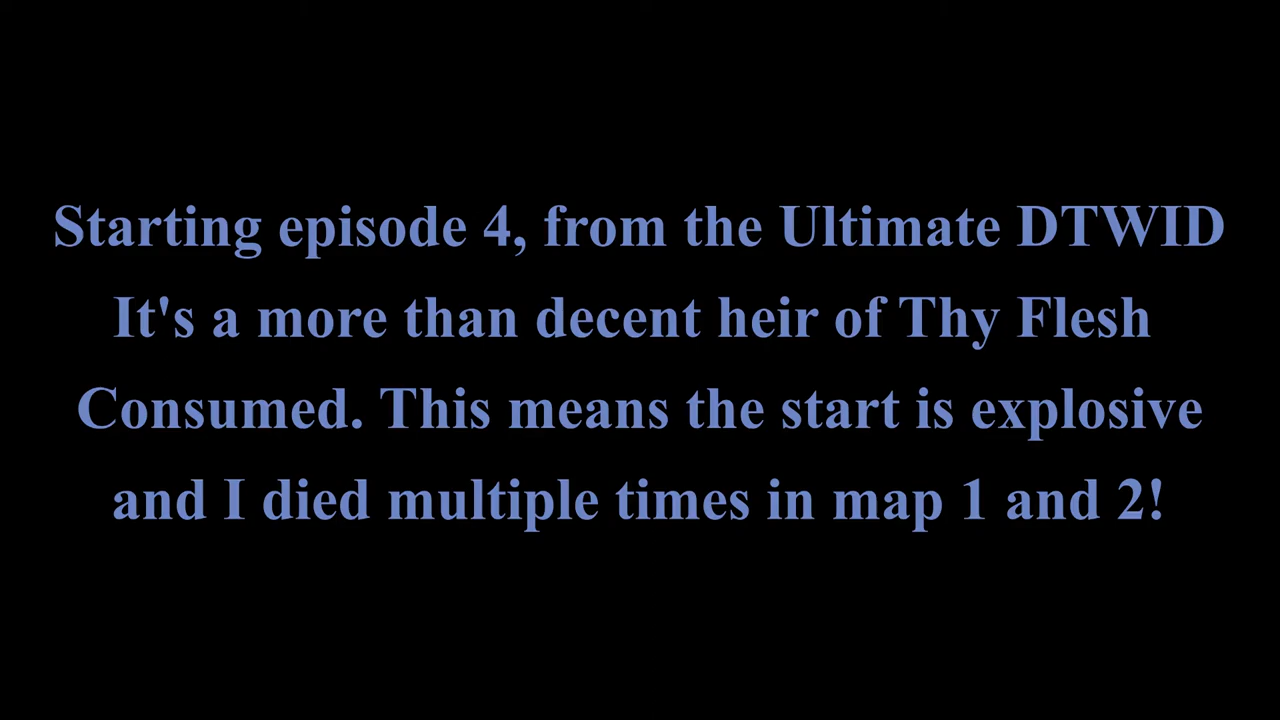 Starting episode 4, from the Ultimate DTWID
It's a more than decent heir of Thy Flesh
Consumed. This means the start is explosive
and I died multiple times in map 1 and 2!